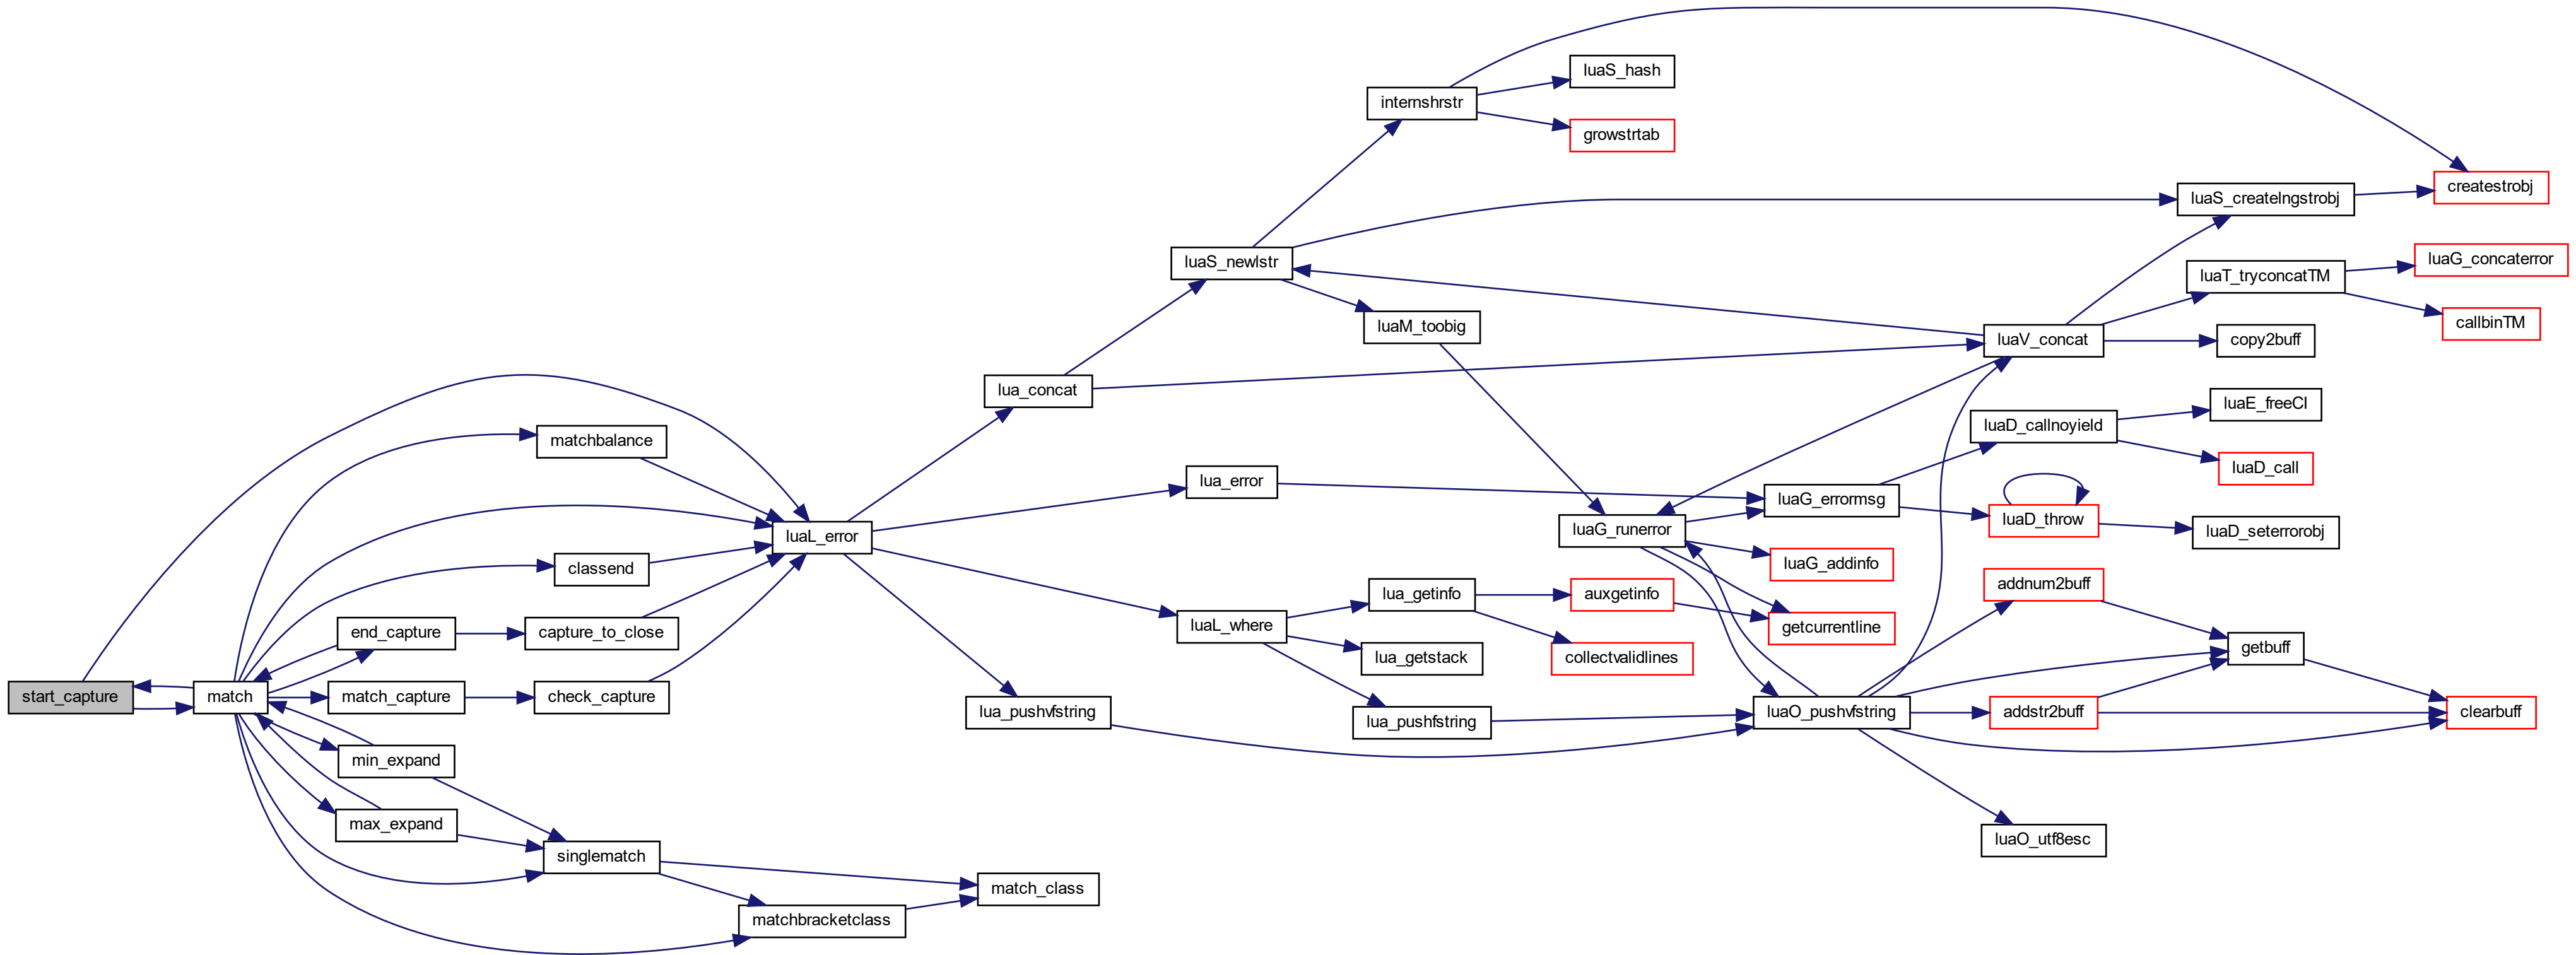 start_capture
match
matchbalance
classend
end_capture
match_capture
min_expand
max_expand
capture_to_close
check_capture
singlematch
matchbracketclass
match_class
luaL_error
lua_concat
lua_error
luaL_where
lua_pushvfstring
luaS_newlstr
internshrstr
luaS_hash
growstrtab
luaM_toobig
lua_getinfo
lua_getstack
lua_pushfstring
auxgetinfo
collectvalidlines
luaG_runerror
luaG_errormsg
luaG_addinfo
getcurrentline
luaO_pushvfstring
luaV_concat
luaD_callnoyield
luaD_throw
addnum2buff
addstr2buff
luaO_utf8esc
luaS_createlngstrobj
createstrobj
luaT_tryconcatTM
luaG_concaterror
callbinTM
copy2buff
luaE_freeCI
luaD_call
luaD_seterrorobj
getbuff
clearbuff